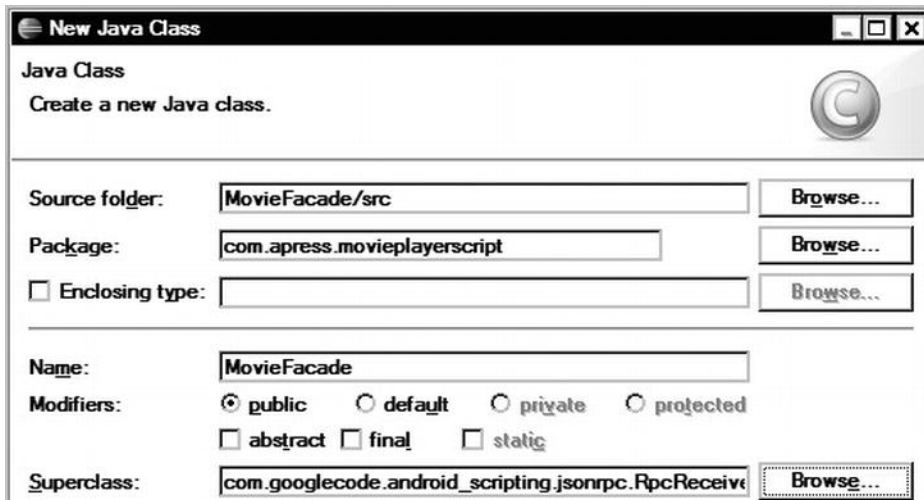 New Java Class
Java Class
Create a new Java class.
C
Source folder: MovieFacade/src Browse...
Package: com.apress.movieplayerscript Browse...
Enclosing type: Browse...
Name: MovieFacade
Modifiers: public default private protected
abstract final static
Superclass: com.googlecode.android_scripting.jsonrpc.RpcReceive Browse...